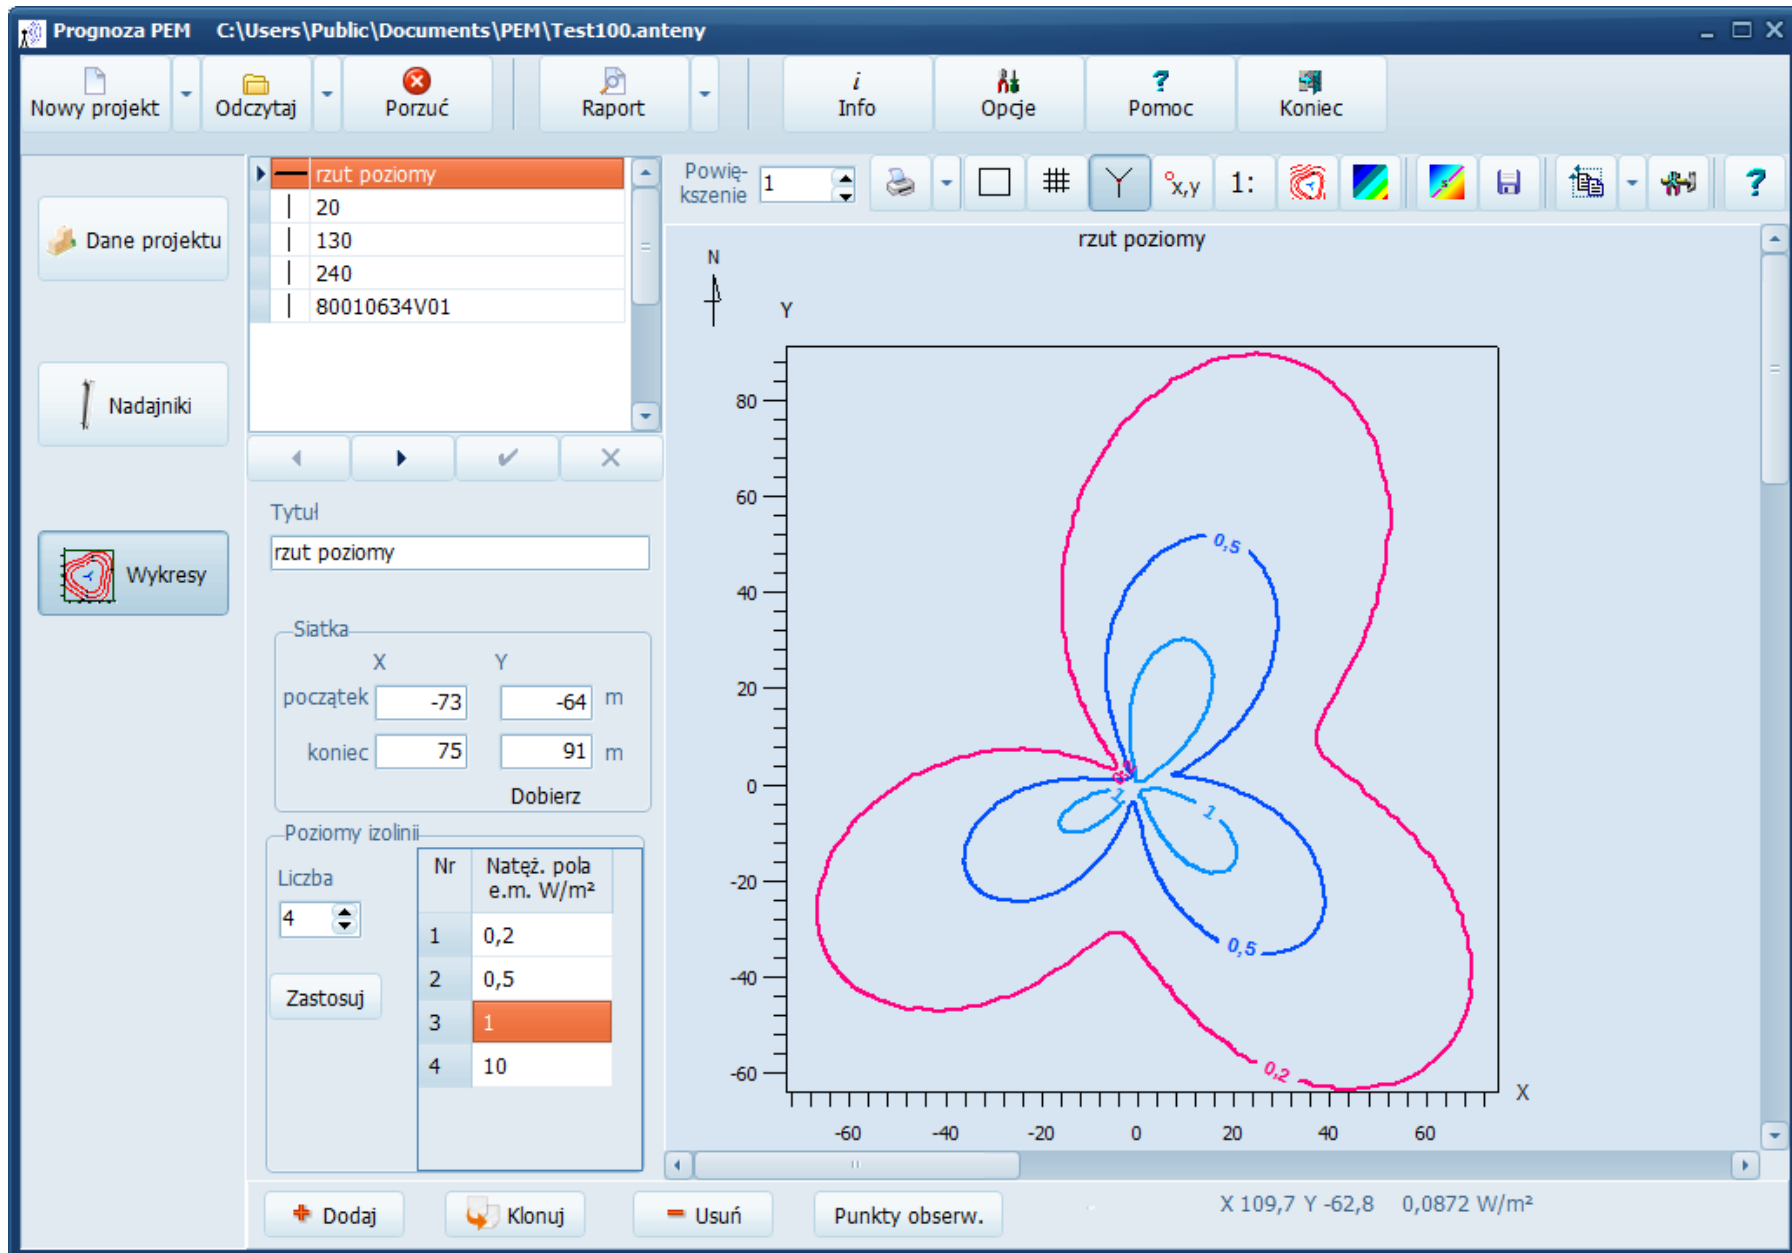 Prognoza PEM C:\Users\Public\Documents\PEM\Test100.anteny
Nowy projekt Odczytaj Porzuć Raport Info Opcje Pomoc Koniec
Dane projektu
Nadajniki
Wykresy
rzut poziomy
20
130
240
80010634V01
Tytuł
rzut poziomy
Siatka
X Y
początek -73 -64 m
koniec 75 91 m
Dobierz
Poziomy izolinii
Liczba
4
Zastosuj
Nr Natęż. pola
e.m. W/m²
1 0,2
2 0,5
3 1
4 10
Powię-
kszenie
1
x,y 1:
rzut poziomy
N
Y
80
60
40
20
0
-20
-40
-60
0,5
1
1
0,5
0,2
X
-60 -40 -20 0 20 40 60
Dodaj Klonuj Usuń Punkty obserw.
X 109,7 Y -62,8 0,0872 W/m²